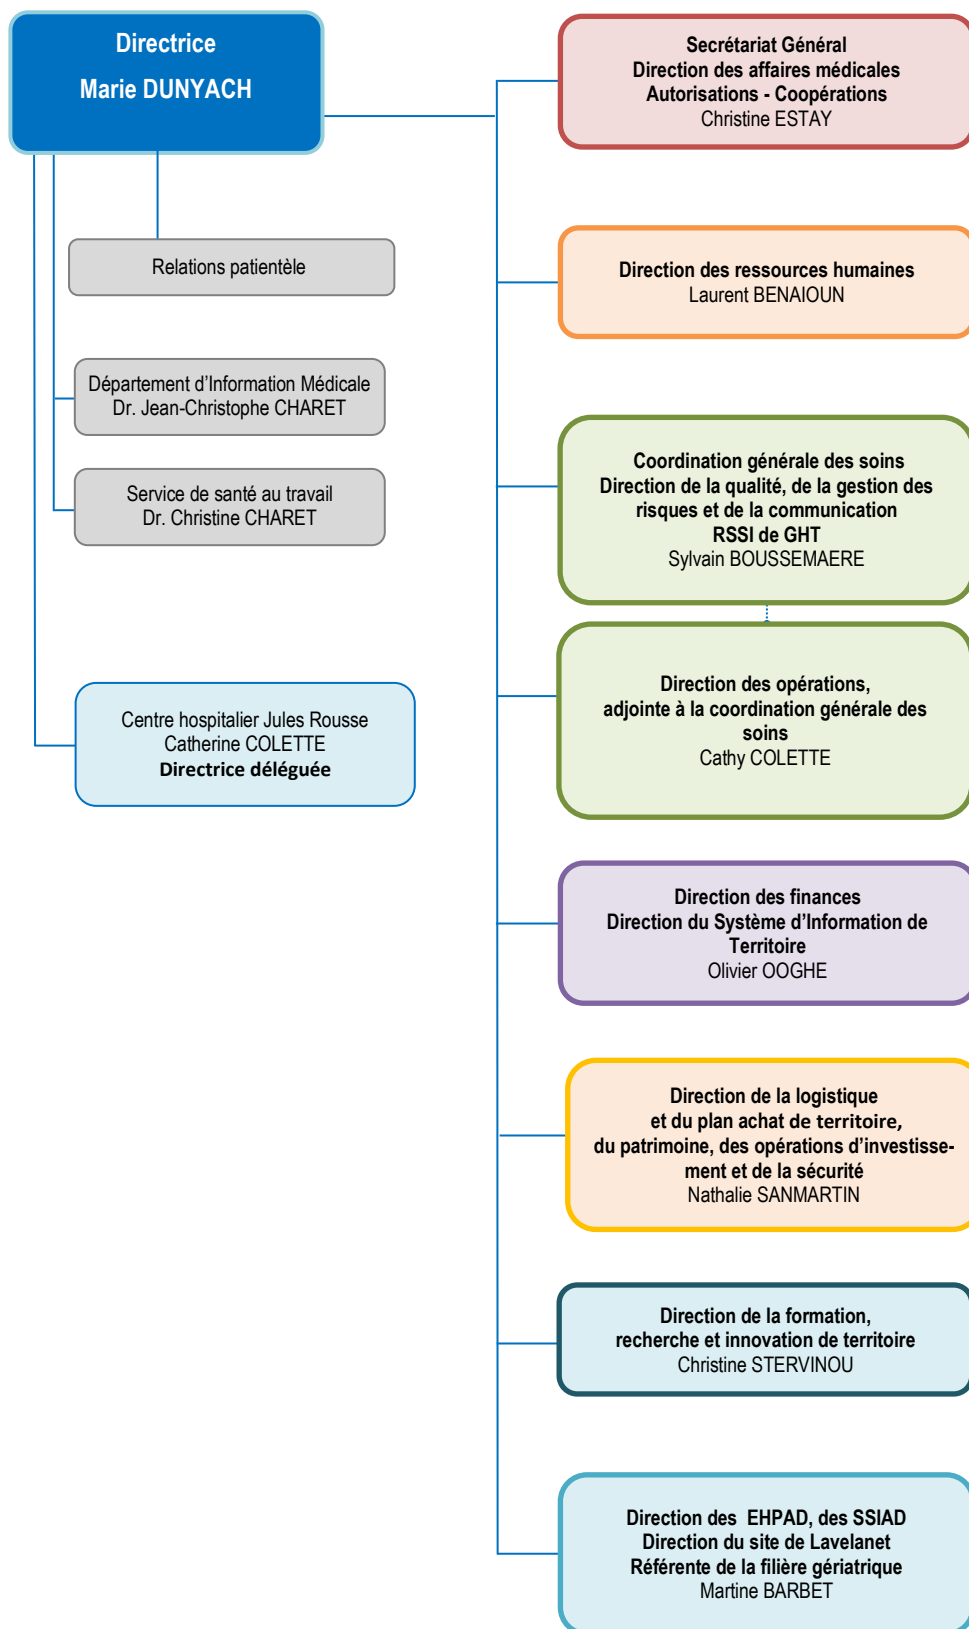 Directrice
Marie DUNYACH
Relations patientèle
Département d’Information Médicale
Dr. Jean-Christophe CHARET
Service de santé au travail
Dr. Christine CHARET
Centre hospitalier Jules Rousse
Catherine COLETTE
Directrice déléguée
Secrétariat Général
Direction des affaires médicales
Autorisations - Coopérations
Christine ESTAY
Direction des ressources humaines
Laurent BENAIOUN
Coordination générale des soins
Direction de la qualité, de la gestion des
risques et de la communication
RSSI de GHT
Sylvain BOUSSEMAERE
Direction des opérations,
adjointe à la coordination générale des
soins
Cathy COLETTE
Direction des finances
Direction du Système d’Information de
Territoire
Olivier OOGHE
Direction de la logistique
et du plan achat de territoire,
du patrimoine, des opérations d’investisse-
ment et de la sécurité
Nathalie SANMARTIN
Direction de la formation,
recherche et innovation de territoire
Christine STERVINOU
Direction des EHPAD, des SSIAD
Direction du site de Lavelanet
Référente de la filière gériatrique
Martine BARBET